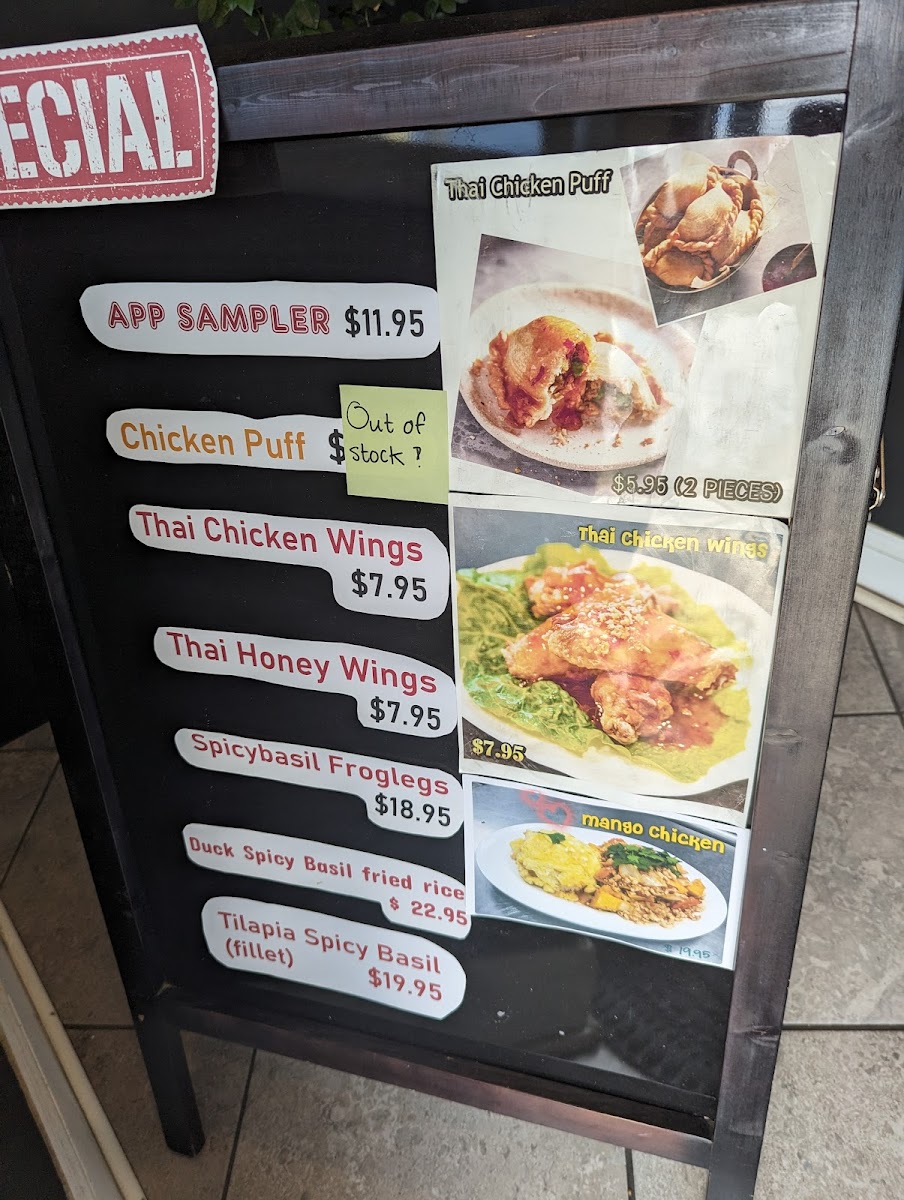 ECIAL
APP SAMPLER $11.95
Chicken Puff $
Out of
stock !
Thai Chicken Wings
$7.95
Thai Honey Wings
$7.95
Spicybasil Froglegs
$18.95
Duck Spicy Basil fried rice
$ 22.95
Tilapia Spicy Basil
(fillet) $19.95
Thai Chicken Puff
$5.95 (2 PIECES)
Thai Chicken Wings
$7.95
mango chicken
$19.95